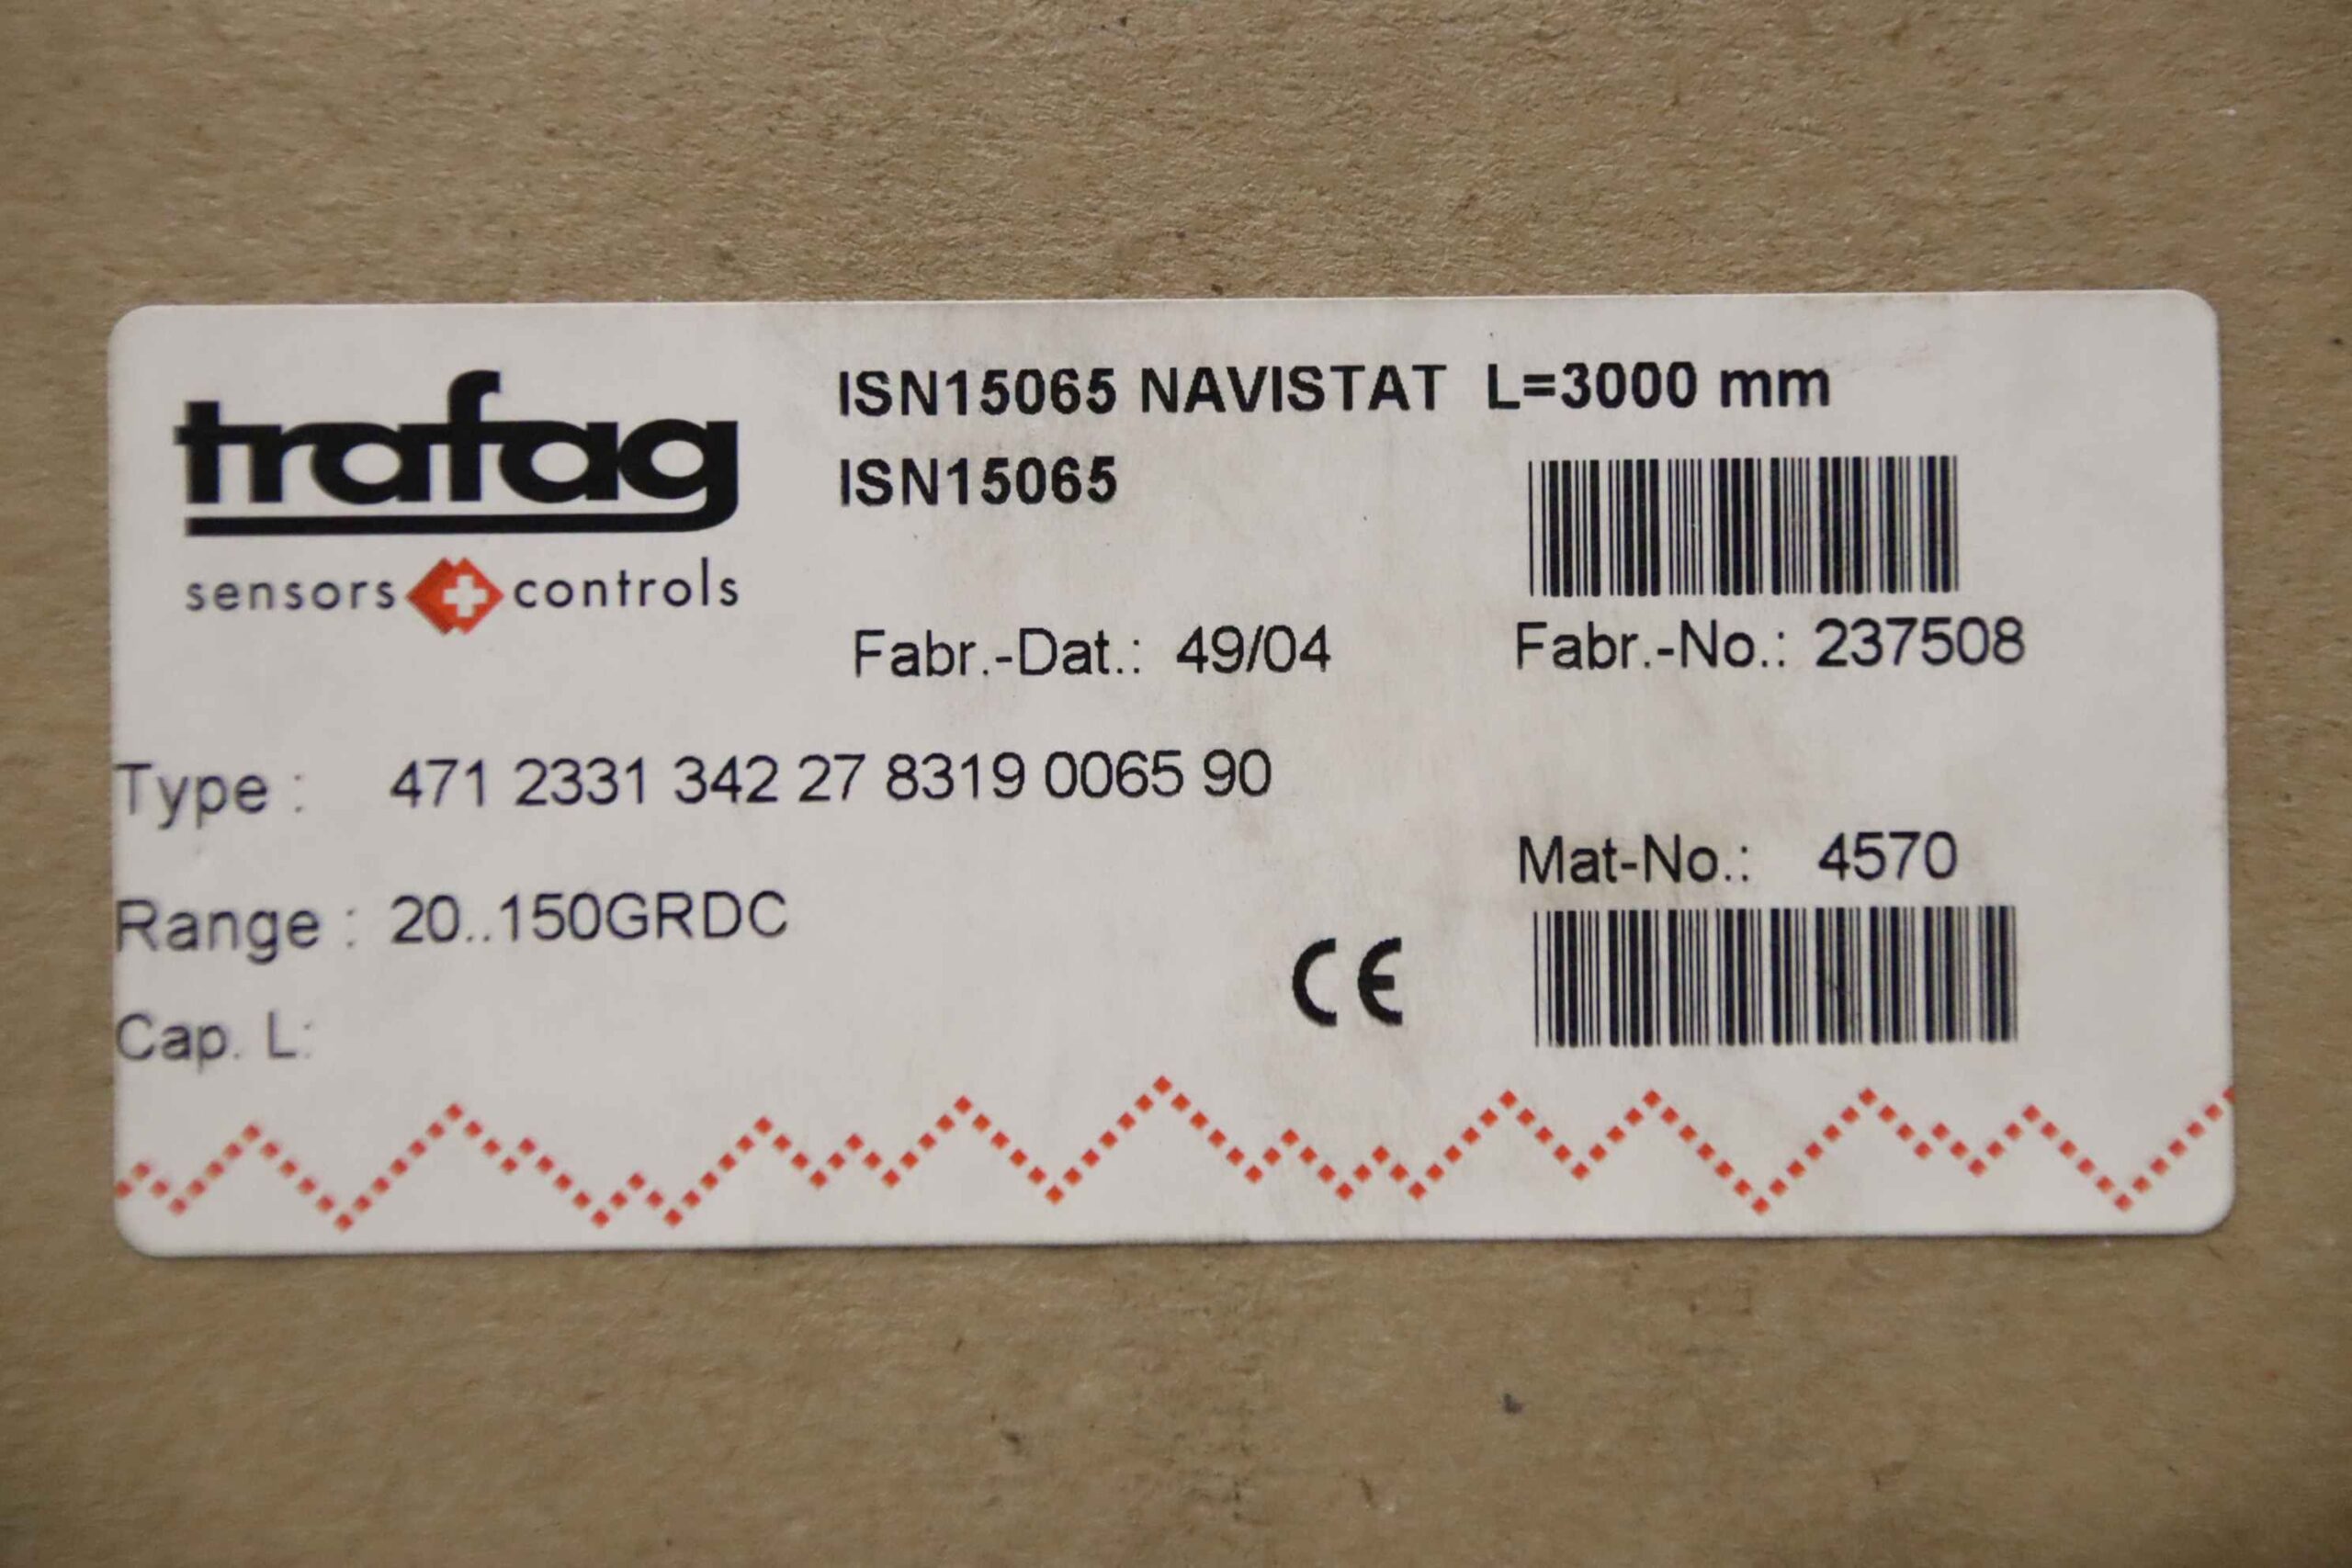 trafag
sensors controls
ISN15065 NAVISTAT L=3000 mm
ISN15065
Fabr.-Dat.: 49/04
Fabr.-No.: 237508
Type : 471 2331 342 27 8319 0065 90
Mat-No.: 4570
Range : 20..150GRDC
CE
Cap. L: